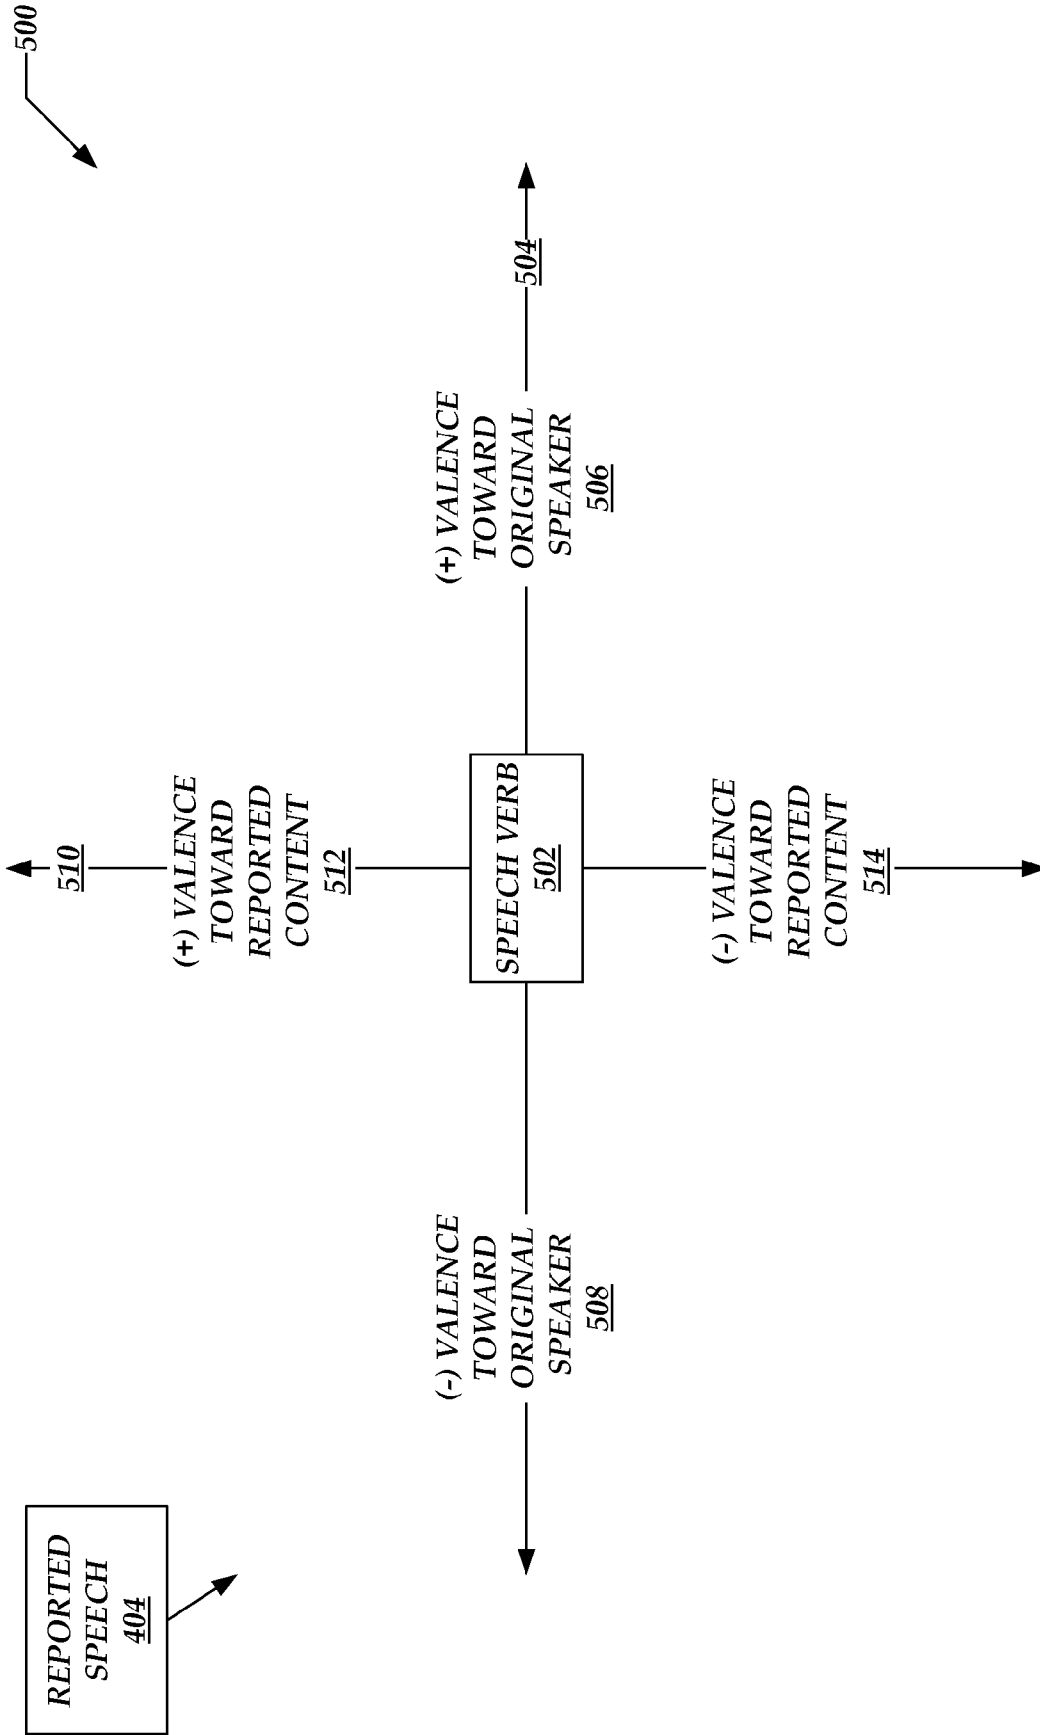 REPORTED
SPEECH
404
500
510
(+) VALENCE
TOWARD
REPORTED
CONTENT
512
(-) VALENCE
TOWARD
ORIGINAL
SPEAKER
508
SPEECH VERB
502
(+) VALENCE
TOWARD
ORIGINAL
SPEAKER
506
504
(-) VALENCE
TOWARD
REPORTED
CONTENT
514